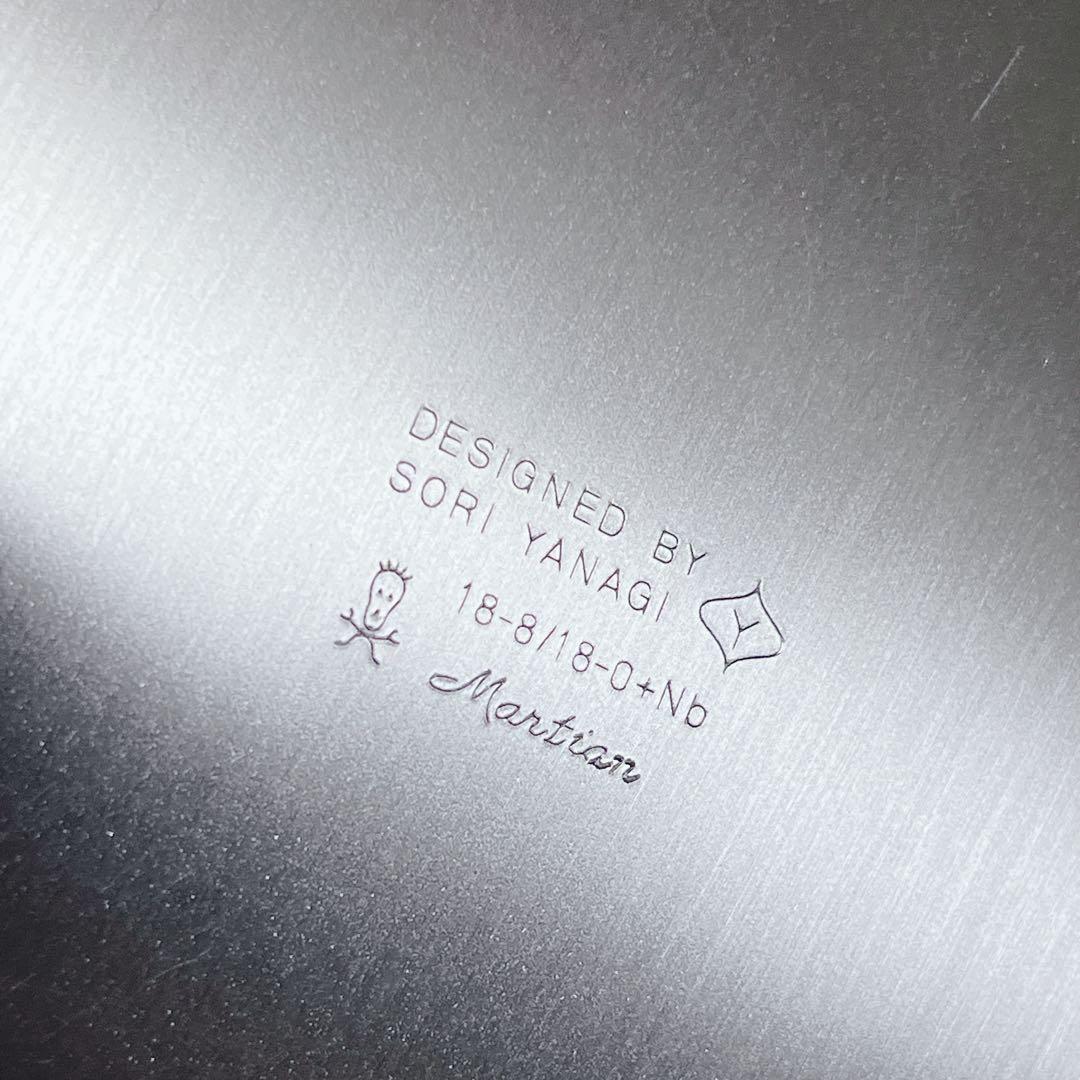 DESIGNED BY
SORI YANAGI
Y
18-8/18-0+Nb
Martian